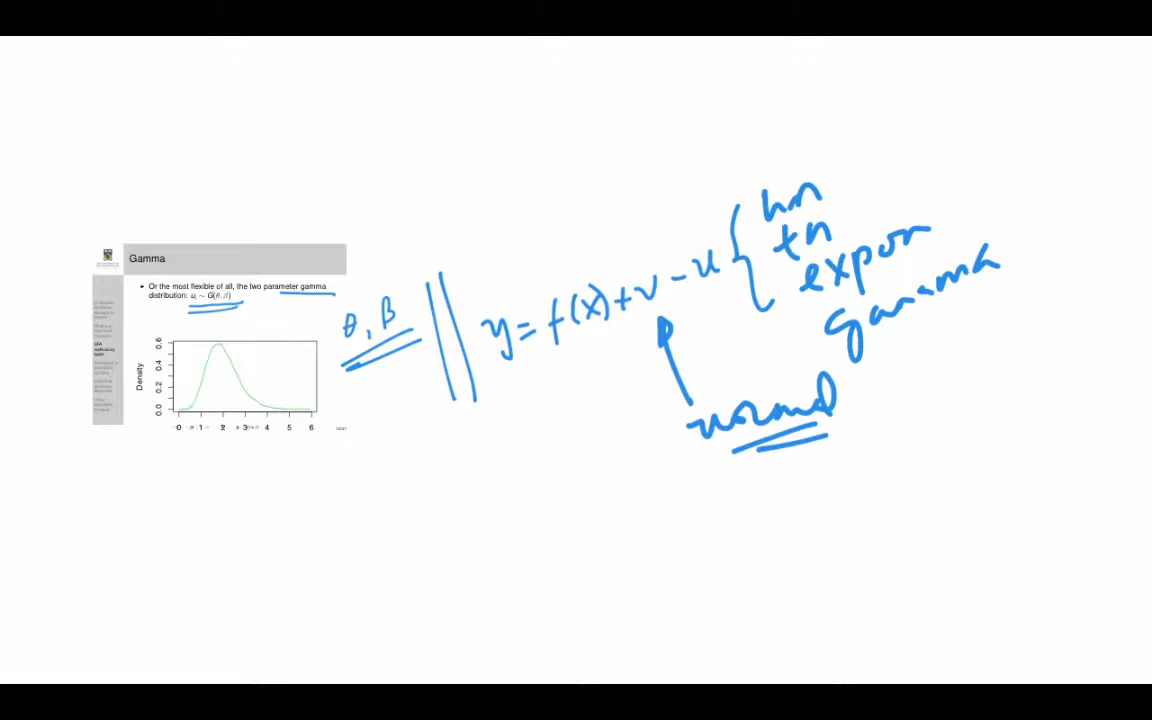 Gamma
Or the most flexible of all, the two parameter gamma
distribution: uᵢ ~ G(θ, β)
Density
0.0 0.2 0.4 0.6
0 1 2 3 4 5 6
θ, β
y = f(x) + v - u
hn
tn
expon
gamma
normal